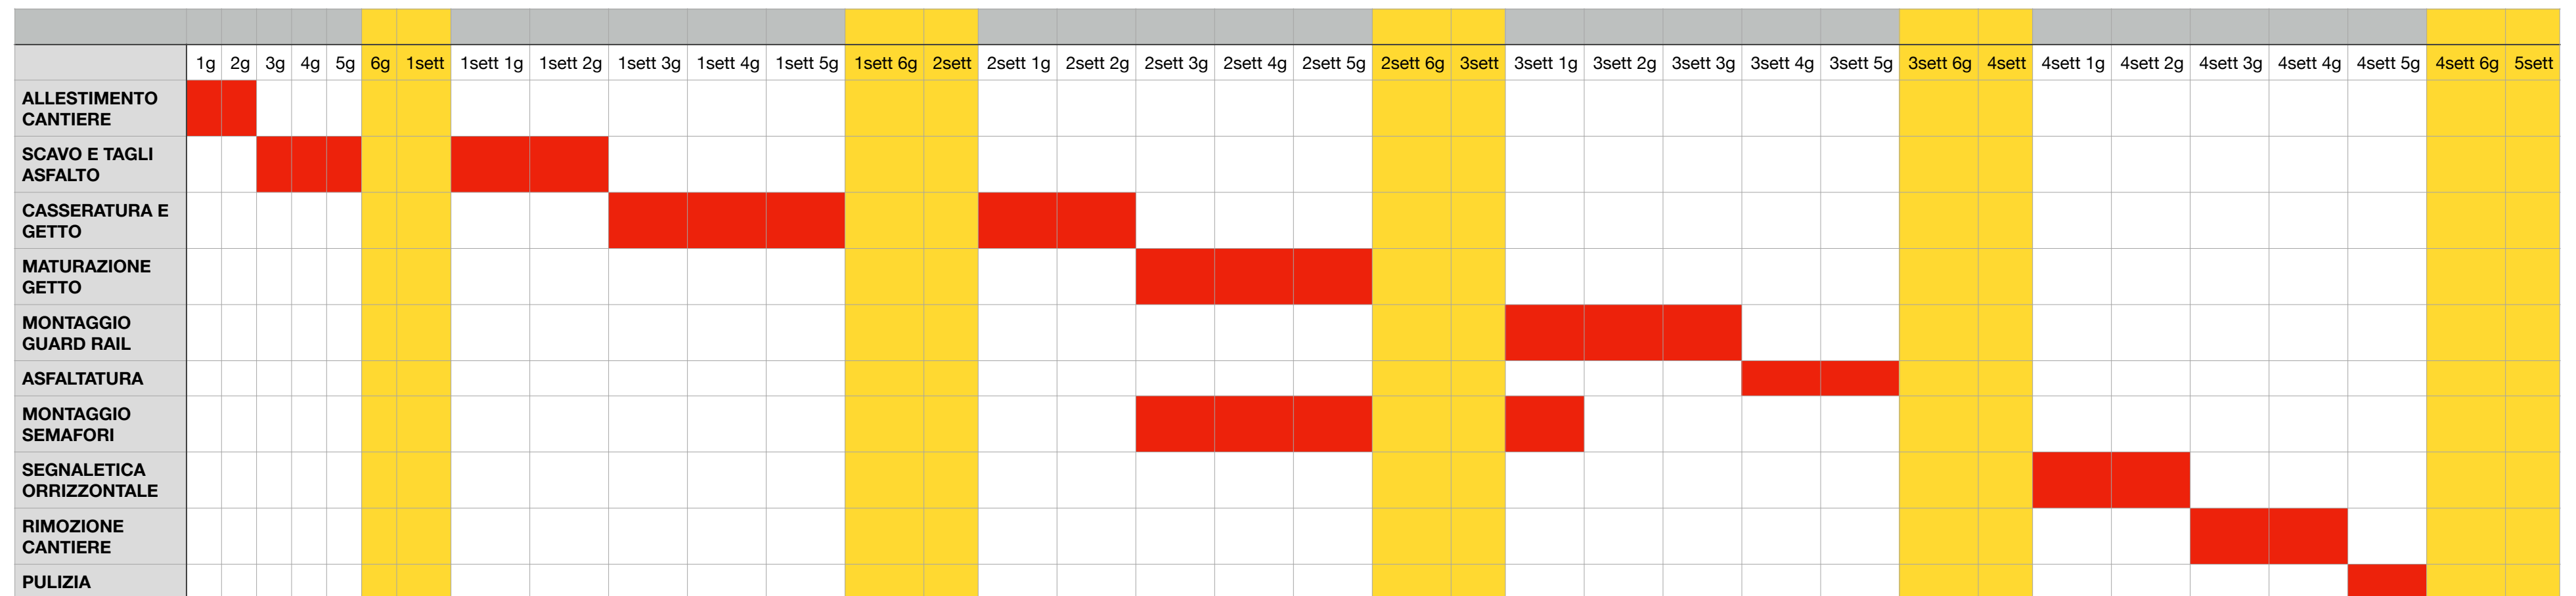 1g 2g 3g 4g 5g 6g 1sett 1sett 1g 1sett 2g 1sett 3g 1sett 4g 1sett 5g 1sett 6g 2sett 2sett 1g 2sett 2g 2sett 3g 2sett 4g 2sett 5g 2sett 6g 3sett 3sett 1g 3sett 2g 3sett 3g 3sett 4g 3sett 5g 3sett 6g 4sett 4sett 1g 4sett 2g 4sett 3g 4sett 4g 4sett 5g 4sett 6g 5sett
ALLESTIMENTO
CANTIERE
SCAVO E TAGLI
ASFALTO
CASSERATURA E
GETTO
MATURAZIONE
GETTO
MONTAGGIO
GUARD RAIL
ASFALTATURA
MONTAGGIO
SEMAFORI
SEGNALETICA
ORRIZZONTALE
RIMOZIONE
CANTIERE
PULIZIA